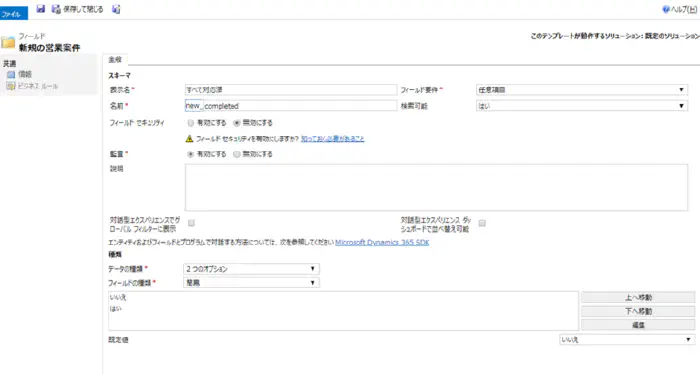 ファイル
保存して閉じる
ヘルプ(H)
フィールド
新規の営業案件
このテンプレートが動作するソリューション: 既定のソリューション
共通
情報
ビジネス ルール
全般
スキーマ
表示名* すべて対応済 フィールド要件* 任意項目
名前* new_completed 検索可能 はい
フィールド セキュリティ 有効にする 無効にする
フィールド セキュリティを有効にしますか? 知っておく必要があること
監査* 有効にする 無効にする
説明
対話型エクスペリエンスでグローバル フィルターに表示
対話型エクスペリエンス ダッシュボードで並べ替え可能
エンティティおよびフィールドとプログラムで対話する方法については、次を参照してください Microsoft Dynamics 365 SDK
種類
データの種類* 2 つのオプション
フィールドの種類* 簡易
いいえ
はい
上へ移動
下へ移動
編集
既定値 いいえ